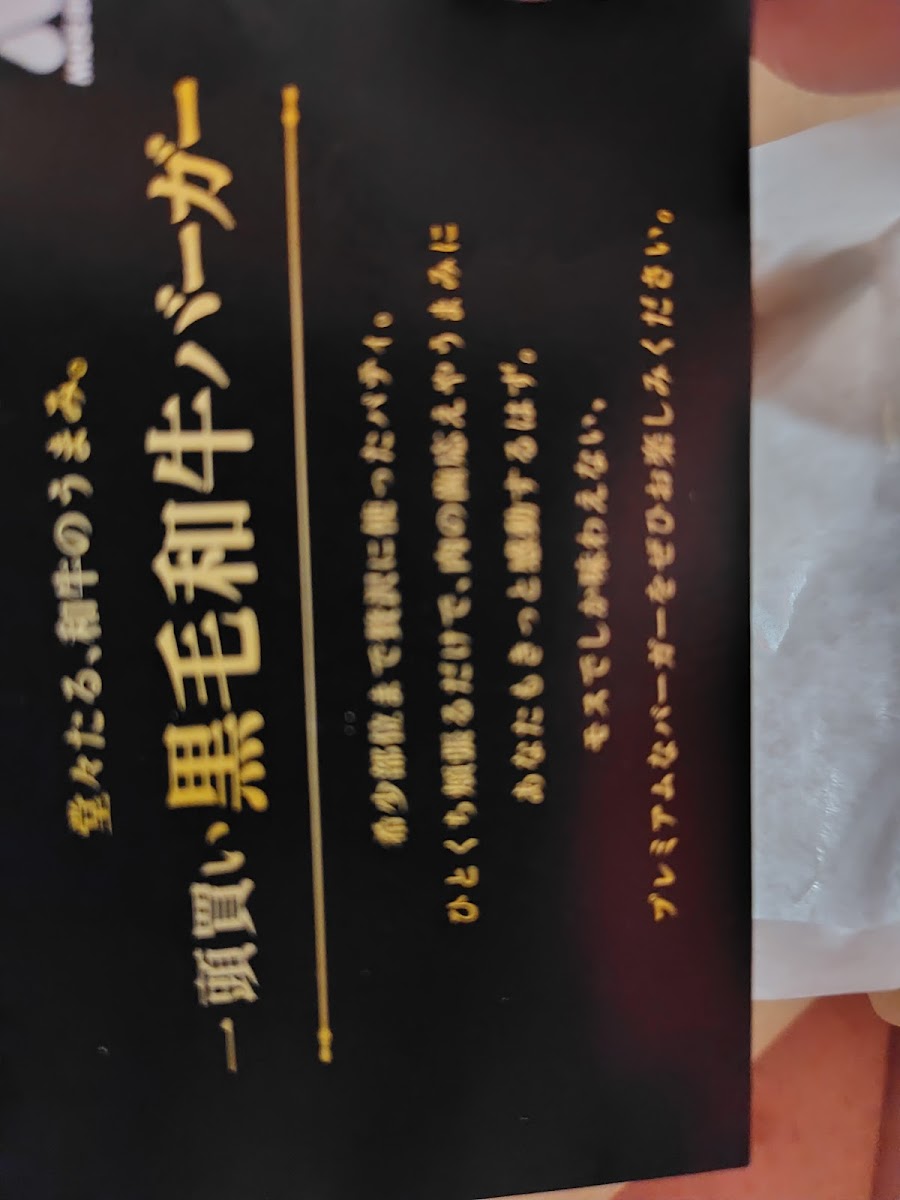 堂々たる、和牛のうまみ。
一頭買い黒毛和牛バーガー
希少部位まで贅沢に使ったパティ。
ひとくち頬張るだけで、肉の歯応えやうまみに
あなたもきっと感動するはず。
モスでしか味わえない、
プレミアムなバーガーをぜひお楽しみください。